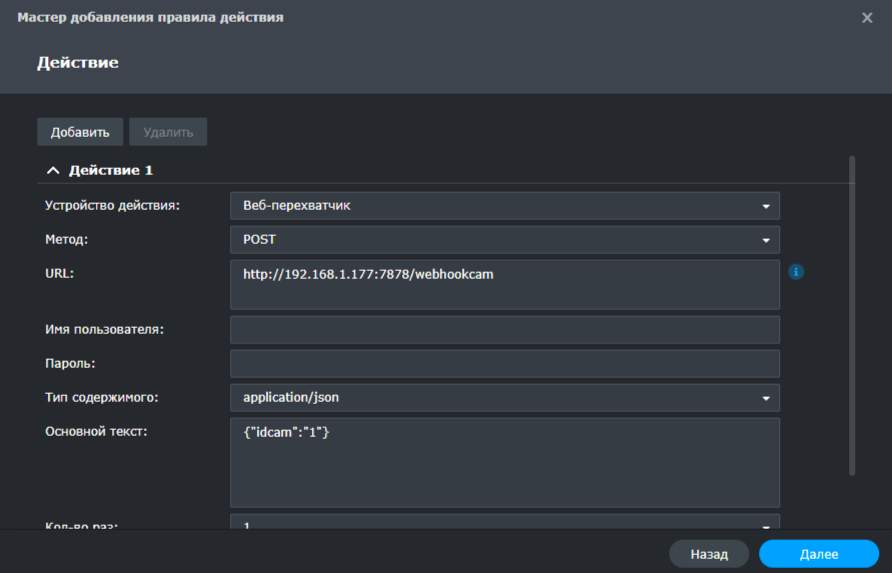 Мастер добавления правила действия
Действие
Добавить Удалить
Действие 1
Устройство действия: Веб-перехватчик
Метод: POST
URL: http://192.168.1.177:7878/webhookcam
Имя пользователя:
Пароль:
Тип содержимого: application/json
Основной текст: {"idcam":"1"}
Кол-во раз: 1
Назад Далее